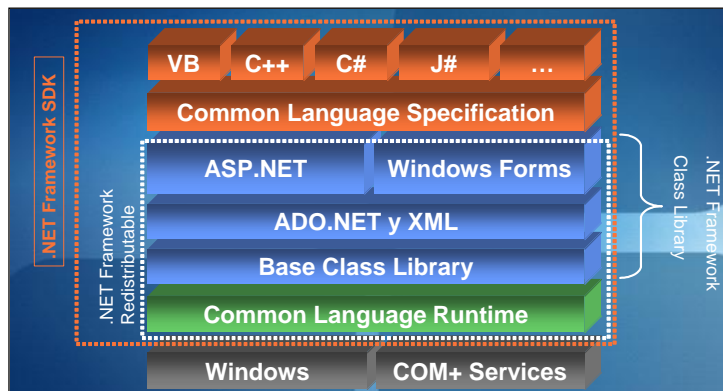 VB C++ C# J# …
Common Language Specification
ASP.NET Windows Forms
ADO.NET y XML
Base Class Library
Common Language Runtime
Windows COM+ Services
.NET Framework SDK
.NET Framework
Redistributable
.NET Framework
Class Library